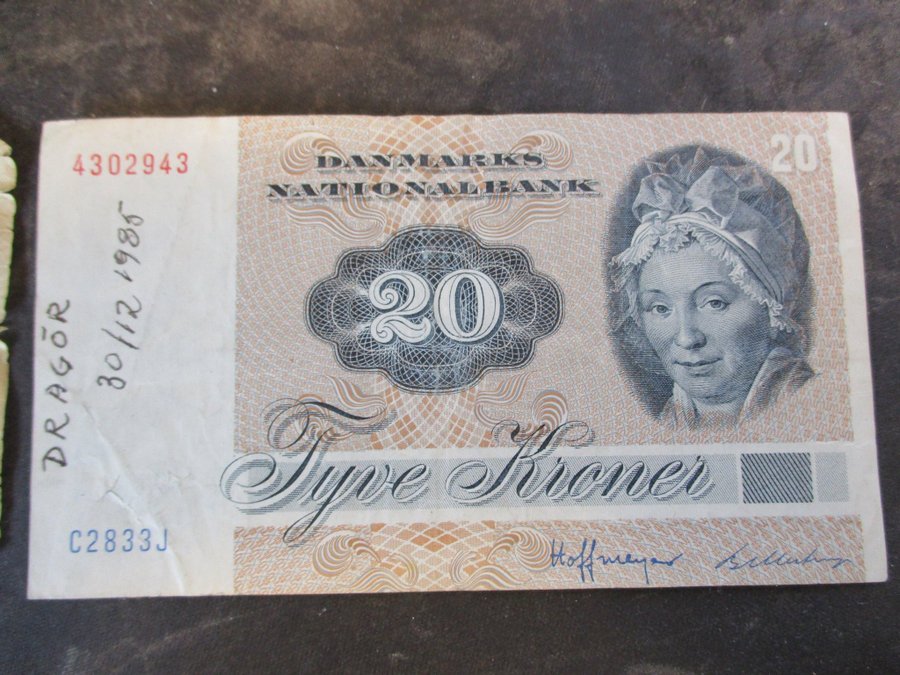 4302943
DRAGÖR
30/12 1985
C2833J
DANMARKS
NATIONALBANK
20
20
Tyve Kroner
Hoffmeyer